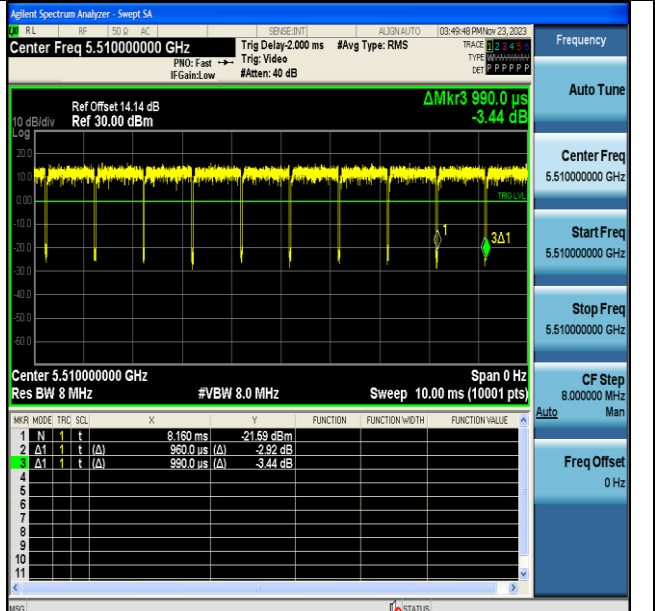 Agilent Spectrum Analyzer - Swept SA
RL RF 50 Ω AC SENSE:INT ALIGN AUTO 03:49:48 PM Nov 23, 2023
Center Freq 5.510000000 GHz
PNO: Fast
IFGain:Low
Trig Delay-2.000 ms
Trig: Video
#Atten: 40 dB
#Avg Type: RMS
TRACE 1 2 3 4 5 6
TYPE
DET P P P P P P
ΔMkr3 990.0 µs
-3.44 dB
Ref Offset 14.14 dB
10 dB/div Ref 30.00 dBm
Log
20.0
10.0
0.00
TRIG LVL
-10.0
1
3Δ1
-20.0
-30.0
-40.0
-50.0
-60.0
Center 5.510000000 GHz Span 0 Hz
Res BW 8 MHz #VBW 8.0 MHz Sweep 10.00 ms (10001 pts)
MKR MODE TRC SCL X Y FUNCTION FUNCTION WIDTH FUNCTION VALUE
1 N 1 t 8.160 ms -21.59 dBm
2 Δ1 1 t (Δ) 960.0 µs (Δ) -2.92 dB
3 Δ1 1 t (Δ) 990.0 µs (Δ) -3.44 dB
4
5
6
7
8
9
10
11
MSG STATUS
Frequency
Auto Tune
Center Freq
5.510000000 GHz
Start Freq
5.510000000 GHz
Stop Freq
5.510000000 GHz
CF Step
8.000000 MHz
Auto Man
Freq Offset
0 Hz